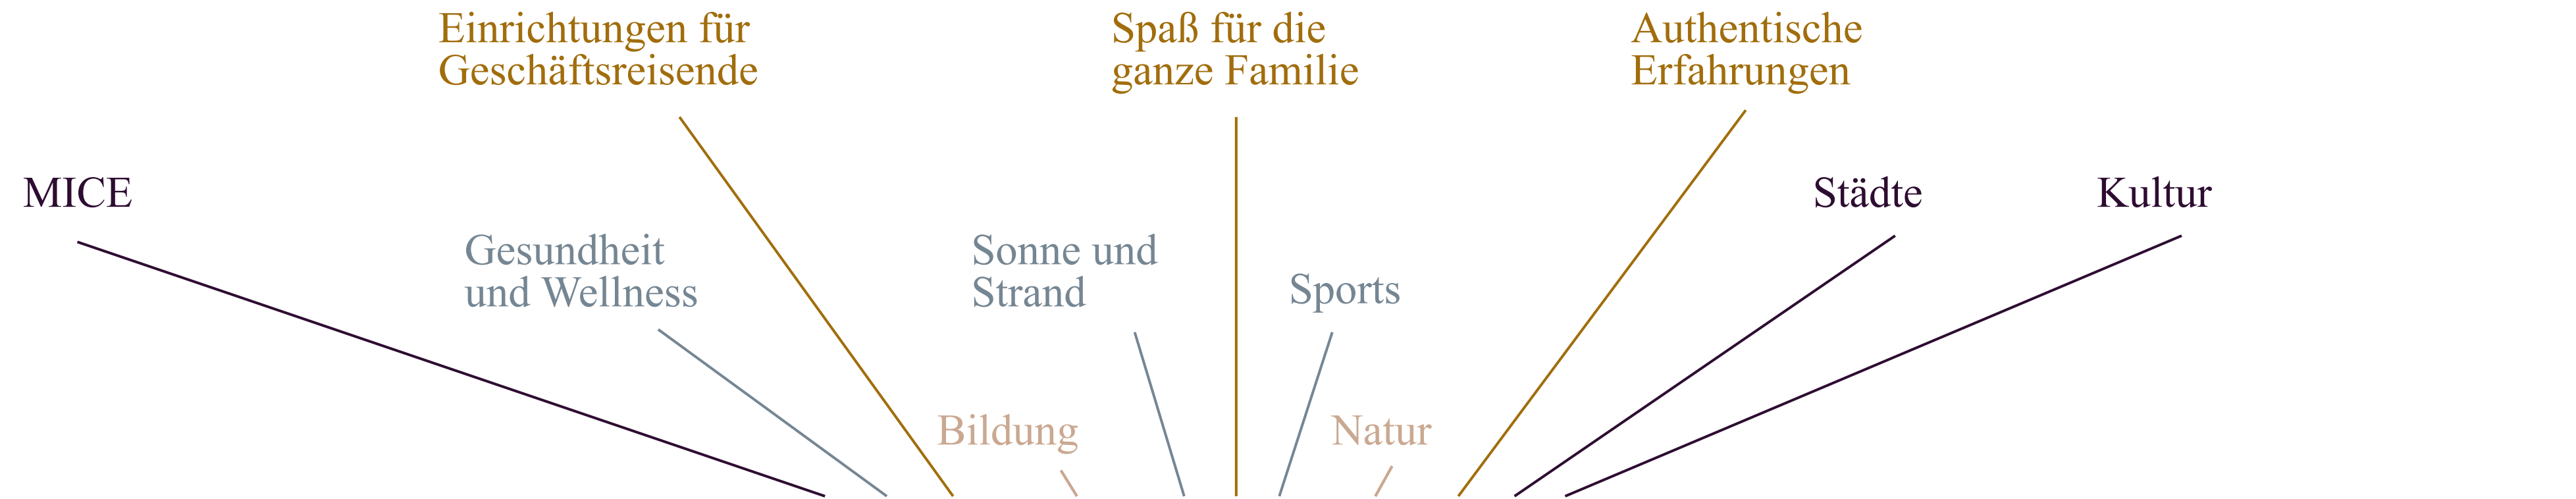 Einrichtungen für
Geschäftsreisende
Spaß für die
ganze Familie
Authentische
Erfahrungen
MICE
Städte
Kultur
Gesundheit
und Wellness
Sonne und
Strand
Sports
Bildung
Natur